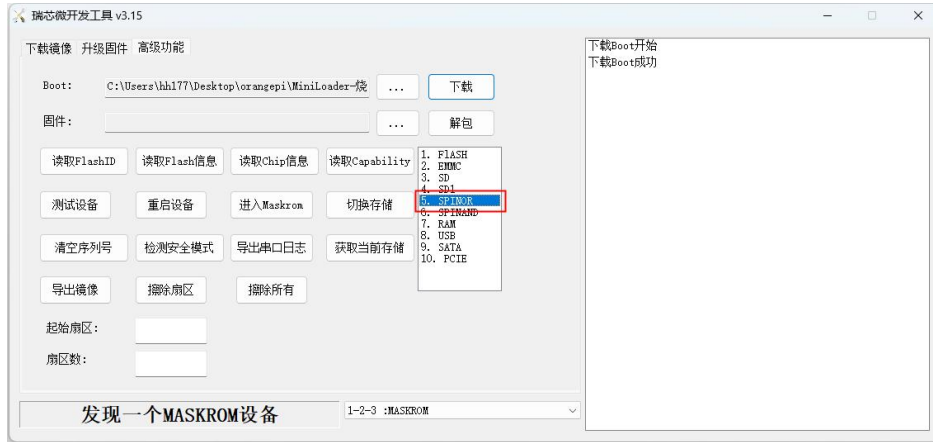 瑞芯微开发工具 v3.15
下载镜像 升级固件 高级功能
Boot: C:\Users\hh177\Desktop\orangepi\MiniLoader-烧 ... 下载
固件: ... 解包
读取FlashID 读取Flash信息 读取Chip信息 读取Capability
测试设备 重启设备 进入Maskrom 切换存储
清空序列号 检测安全模式 导出串口日志 获取当前存储
导出镜像 擦除扇区 擦除所有
1. FlASH
2. EMMC
3. SD
4. SD1
5. SPINOR
6. SPINAND
7. RAM
8. USB
9. SATA
10. PCIE
起始扇区:
扇区数:
发现一个MASKROM设备 1-2-3 :MASKROM
下载Boot开始
下载Boot成功